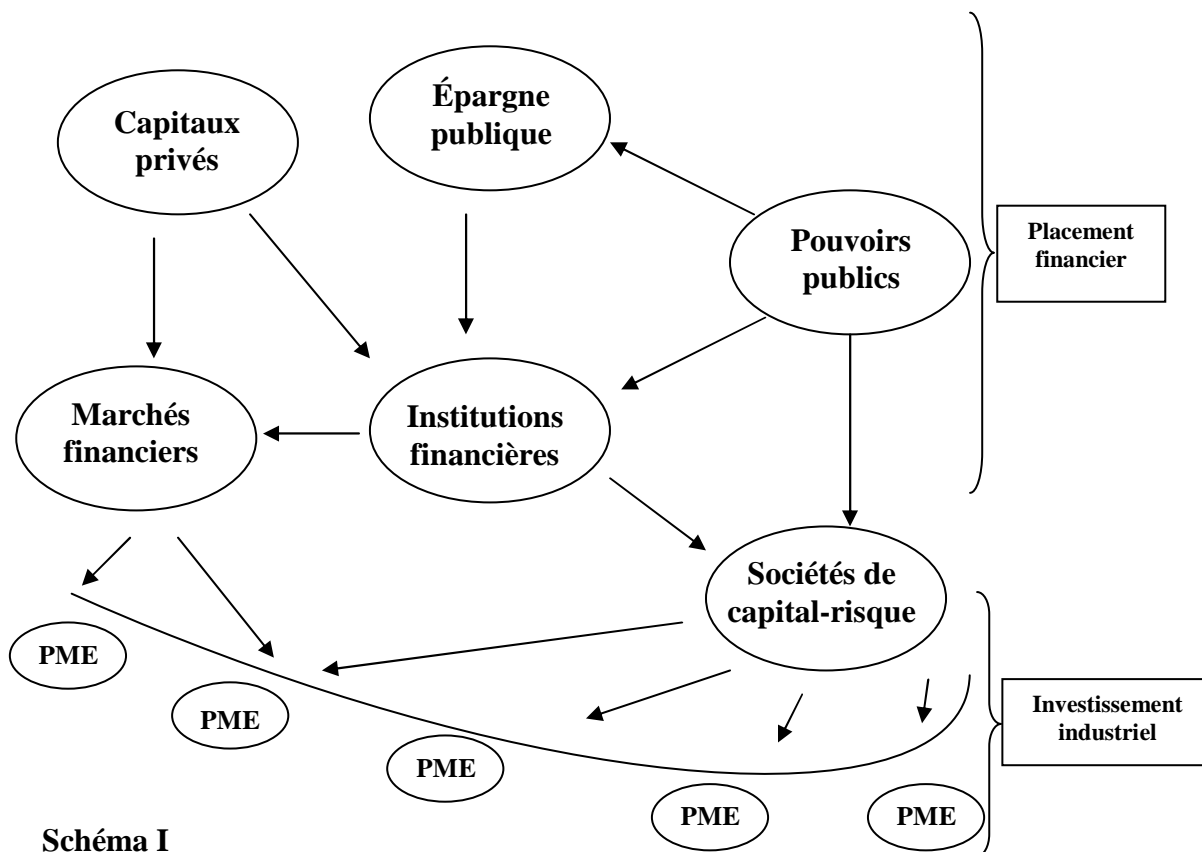 Capitaux
privés
Épargne
publique
Pouvoirs
publics
Placement
financier
Marchés
financiers
Institutions
financières
Sociétés de
capital-risque
PME
PME
PME
PME
PME
Investissement
industriel
Schéma I